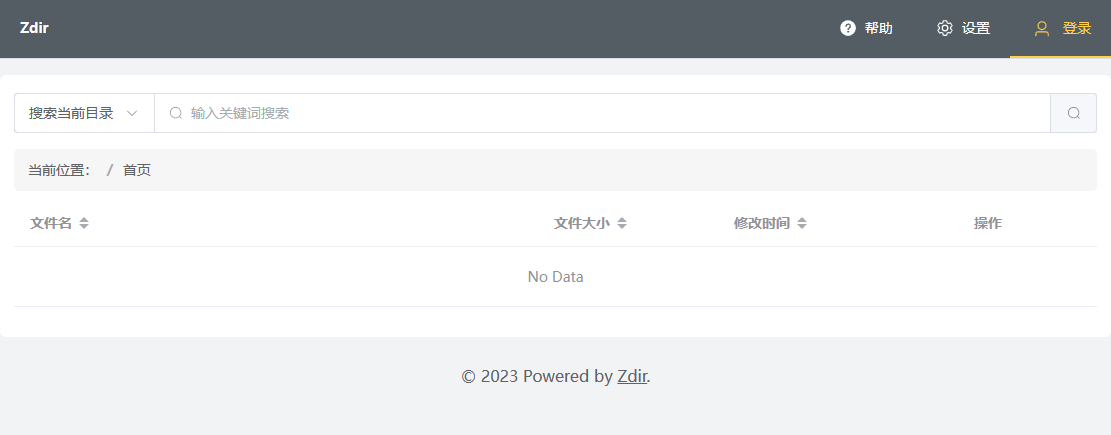 Zdir 帮助 设置 登录
搜索当前目录 输入关键词搜索
当前位置： / 首页
文件名 文件大小 修改时间 操作
No Data
© 2023 Powered by Zdir.